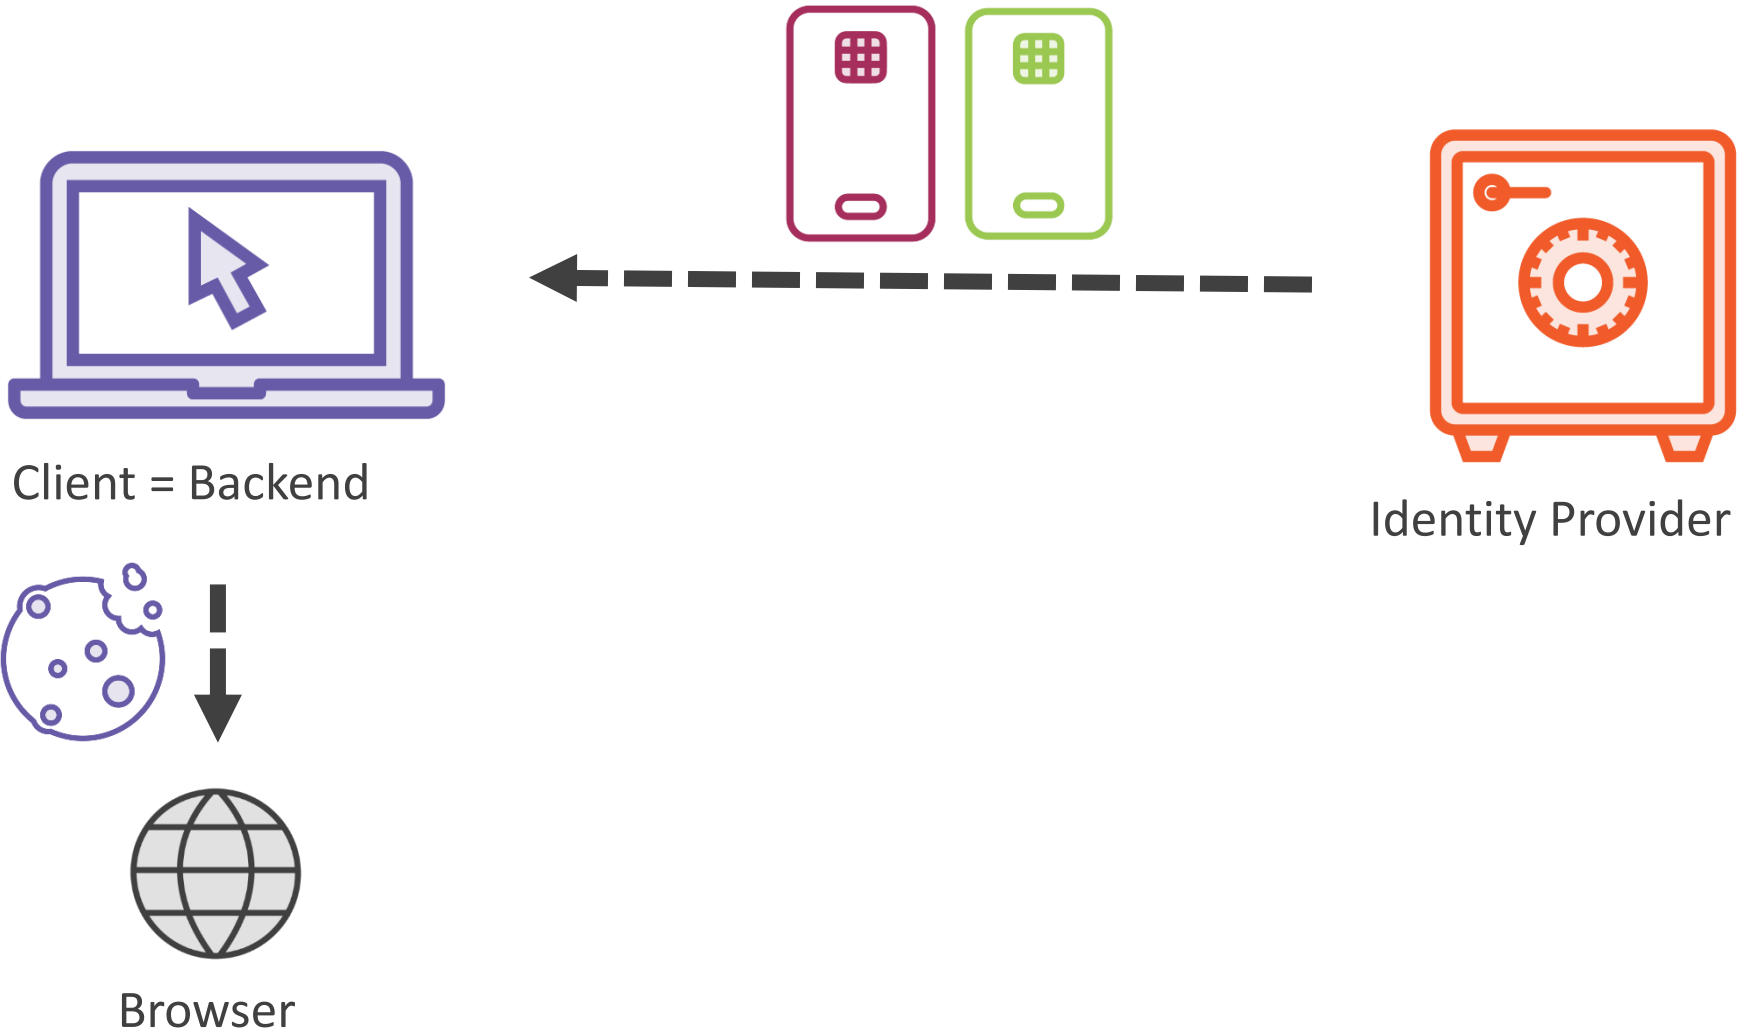 Client = Backend
Identity Provider
Browser